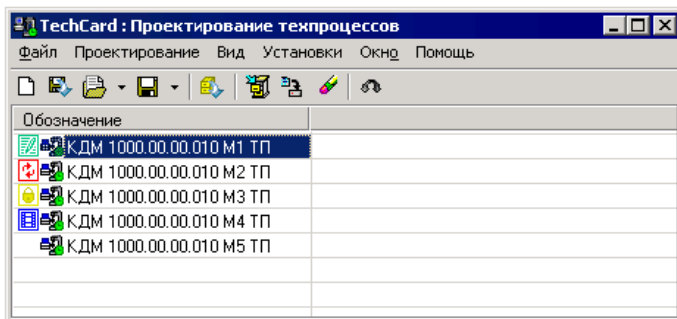 TechCard : Проектирование техпроцессов
Файл Проектирование Вид Установки Окно Помощь
Обозначение
КДМ 1000.00.00.010 М1 ТП
КДМ 1000.00.00.010 М2 ТП
КДМ 1000.00.00.010 М3 ТП
КДМ 1000.00.00.010 М4 ТП
КДМ 1000.00.00.010 М5 ТП